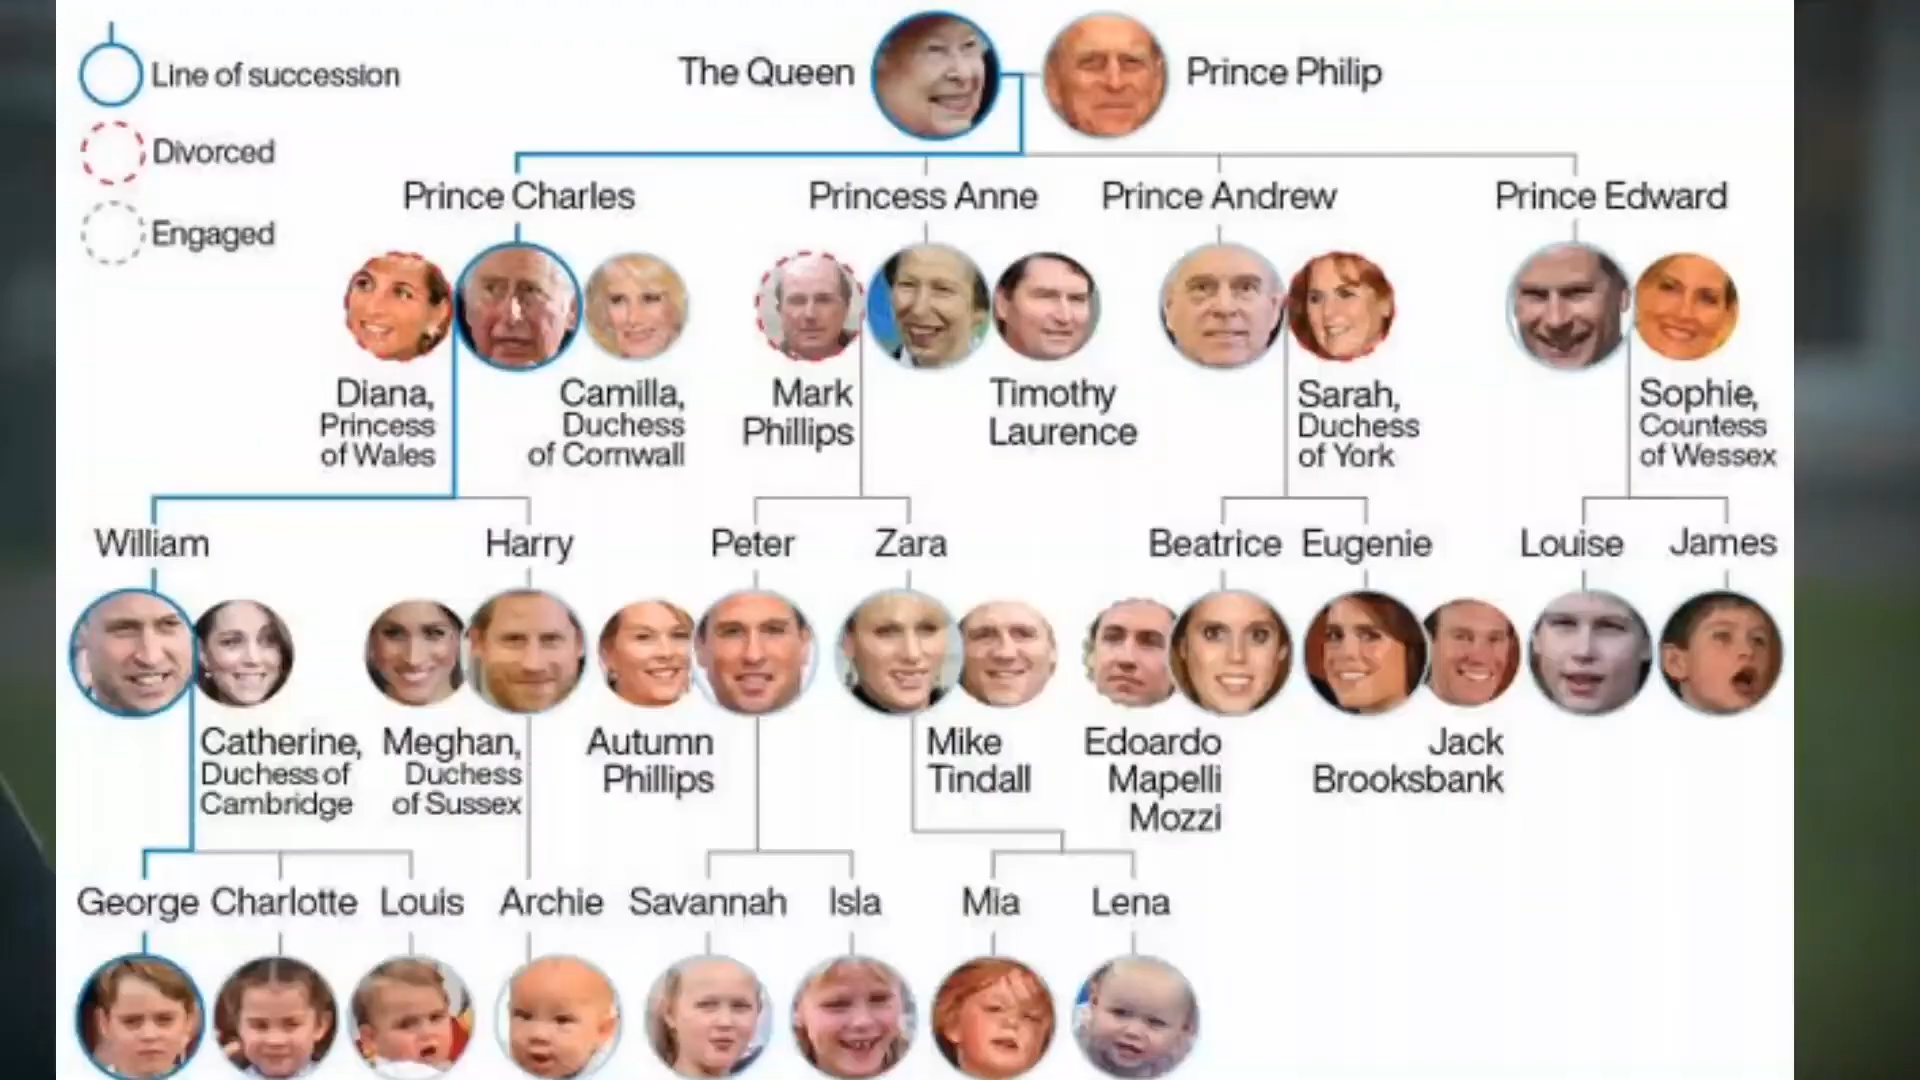 Line of succession
The Queen
Prince Philip
Divorced
Engaged
Prince Charles
Princess Anne
Prince Andrew
Prince Edward
Diana,
Princess
of Wales
Camilla,
Duchess
of Cornwall
Mark
Phillips
Timothy
Laurence
Sarah,
Duchess
of York
Sophie,
Countess
of Wessex
William
Harry
Peter
Zara
Beatrice
Eugenie
Louise
James
Catherine,
Duchess of
Cambridge
Meghan,
Duchess
of Sussex
Autumn
Phillips
Mike
Tindall
Edoardo
Mapelli
Mozzi
Jack
Brooksbank
George
Charlotte
Louis
Archie
Savannah
Isla
Mia
Lena